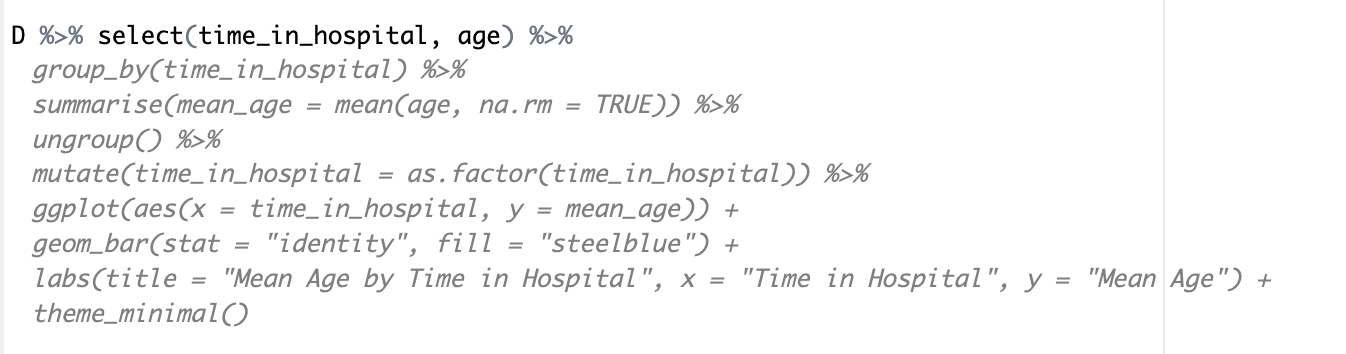 D %>% select(time_in_hospital, age) %>%
group_by(time_in_hospital) %>%
summarise(mean_age = mean(age, na.rm = TRUE)) %>%
ungroup() %>%
mutate(time_in_hospital = as.factor(time_in_hospital)) %>%
ggplot(aes(x = time_in_hospital, y = mean_age)) +
geom_bar(stat = "identity", fill = "steelblue") +
labs(title = "Mean Age by Time in Hospital", x = "Time in Hospital", y = "Mean Age") +
theme_minimal()